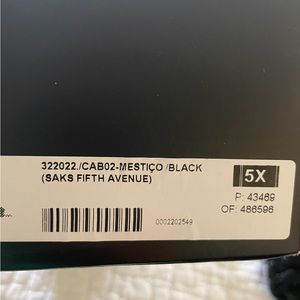 322022./CAB02-MESTIÇO /BLACK
(SAKS FIFTH AVENUE)
5X
P: 43469
OF: 486596
0002202549